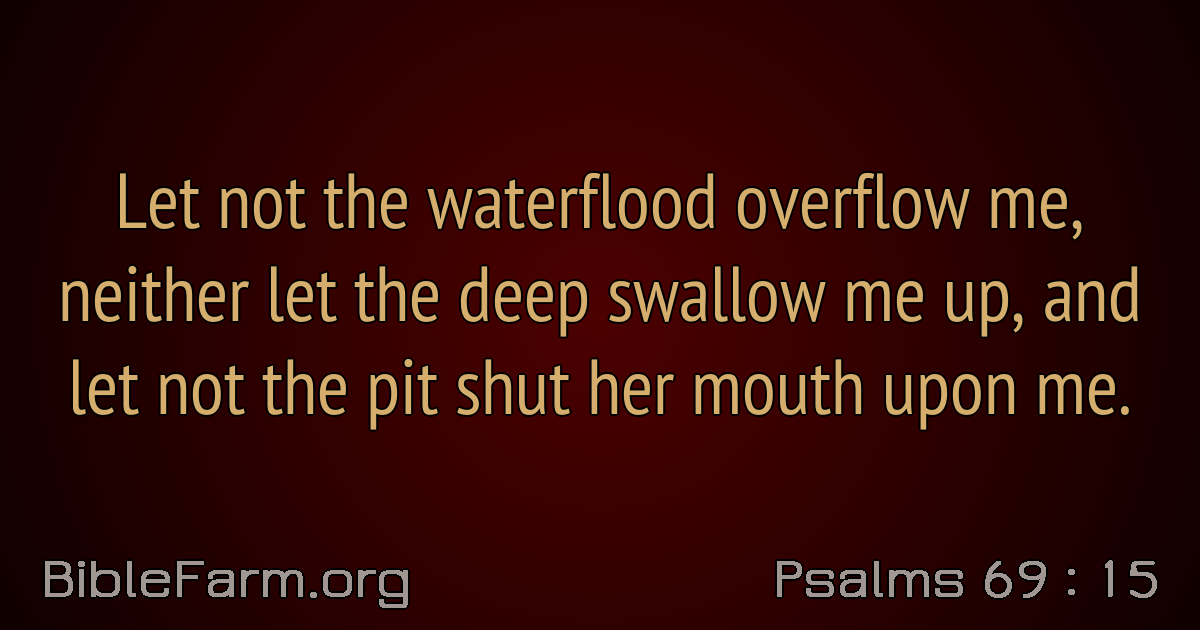 Let not the waterflood overflow me,
neither let the deep swallow me up, and
let not the pit shut her mouth upon me.
BibleFarm.org
Psalms 69 : 15